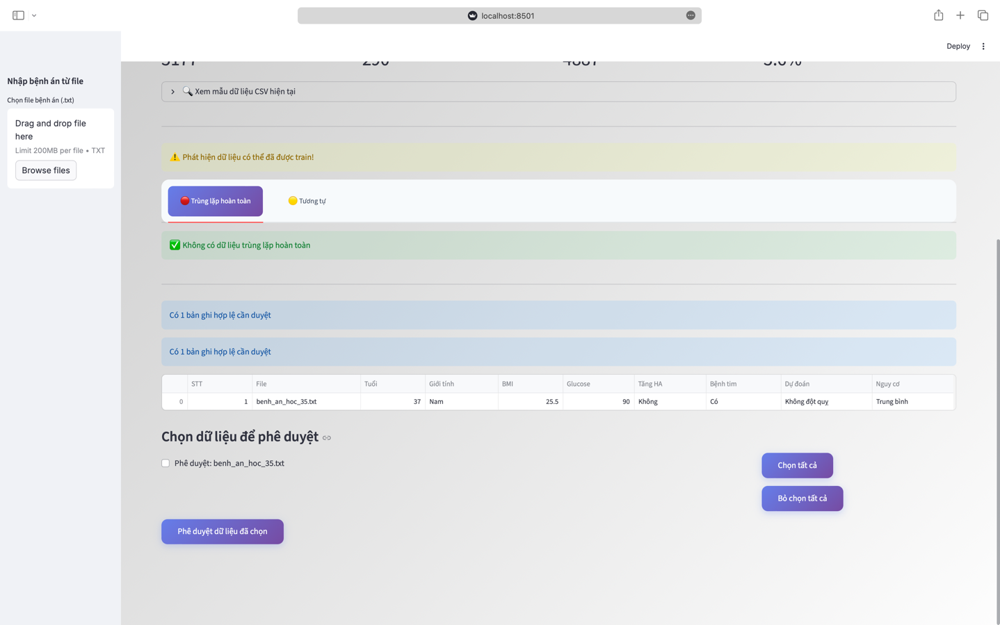 localhost:8501
Deploy
Nhập bệnh án từ file
Chọn file bệnh án (.txt)
Drag and drop file
here
Limit 200MB per file • TXT
Browse files
Xem mẫu dữ liệu CSV hiện tại
Phát hiện dữ liệu có thể đã được train!
Trùng lặp hoàn toàn
Tương tự
Không có dữ liệu trùng lặp hoàn toàn
Có 1 bản ghi hợp lệ cần duyệt
Có 1 bản ghi hợp lệ cần duyệt
STT File Tuổi Giới tính BMI Glucose Tăng HA Bệnh tim Dự đoán Nguy cơ
0 1 benh_an_hoc_35.txt 37 Nam 25.5 90 Không Có Không đột quỵ Trung bình
Chọn dữ liệu để phê duyệt
Phê duyệt: benh_an_hoc_35.txt
Chọn tất cả
Bỏ chọn tất cả
Phê duyệt dữ liệu đã chọn